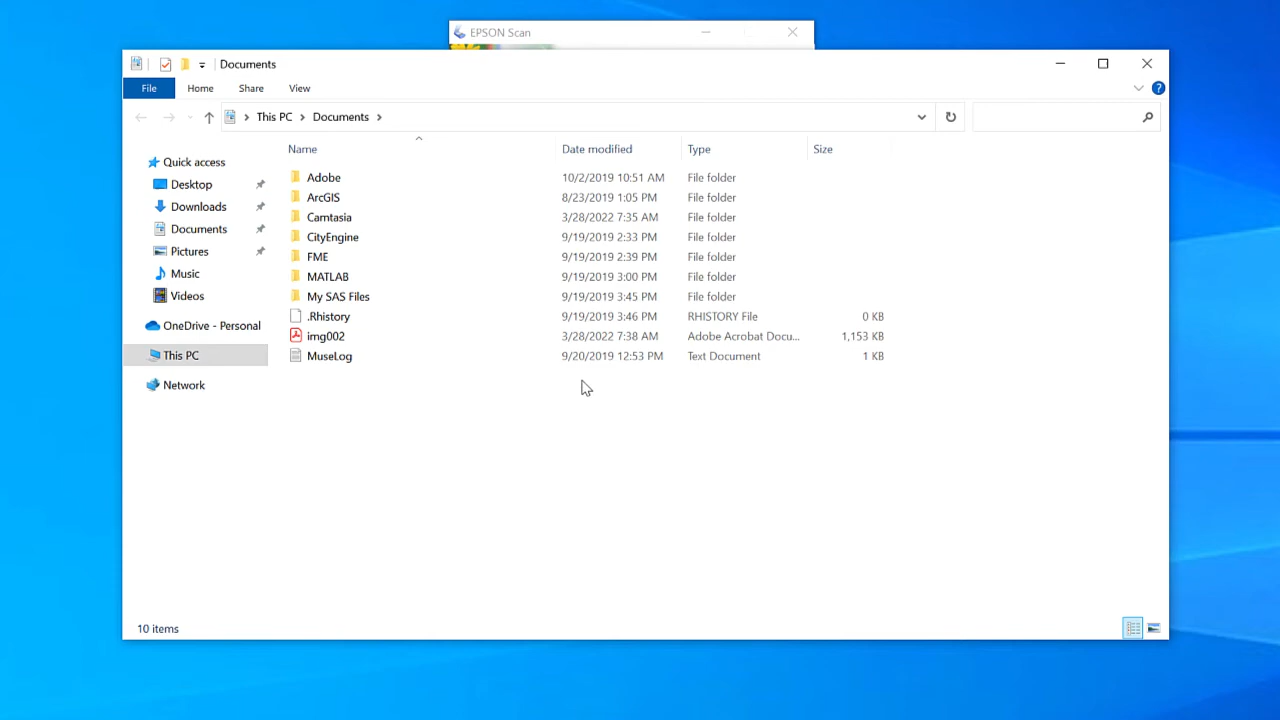 EPSON Scan
Documents
File Home Share View
This PC > Documents >
Name Date modified Type Size
Quick access
Desktop
Downloads
Documents
Pictures
Music
Videos
OneDrive - Personal
This PC
Network
Adobe 10/2/2019 10:51 AM File folder
ArcGIS 8/23/2019 1:05 PM File folder
Camtasia 3/28/2022 7:35 AM File folder
CityEngine 9/19/2019 2:33 PM File folder
FME 9/19/2019 2:39 PM File folder
MATLAB 9/19/2019 3:00 PM File folder
My SAS Files 9/19/2019 3:45 PM File folder
.Rhistory 9/19/2019 3:46 PM RHISTORY File 0 KB
img002 3/28/2022 7:38 AM Adobe Acrobat Docu... 1,153 KB
MuseLog 9/20/2019 12:53 PM Text Document 1 KB
10 items